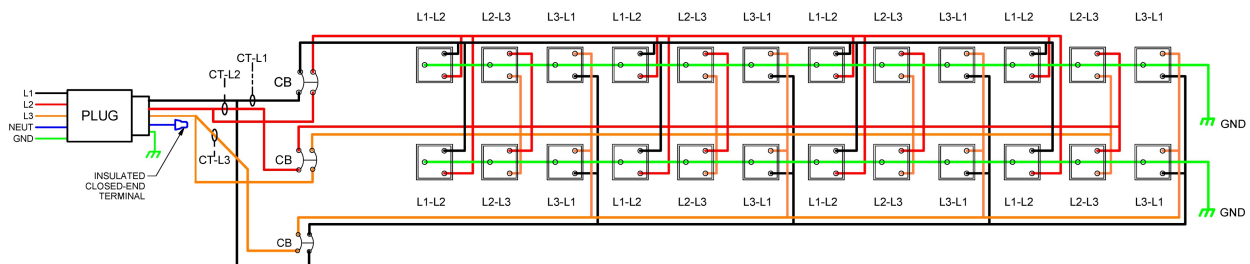 L1-L2 L2-L3 L3-L1 L1-L2 L2-L3 L3-L1 L1-L2 L2-L3 L3-L1 L1-L2 L2-L3 L3-L1
CT-L1
CT-L2
CB
L1
L2
L3
NEUT
GND
PLUG
GND
CT-L3
CB
INSULATED
CLOSED-END
TERMINAL
L1-L2 L2-L3 L3-L1 L1-L2 L2-L3 L3-L1 L1-L2 L2-L3 L3-L1 L1-L2 L2-L3 L3-L1
GND
CB